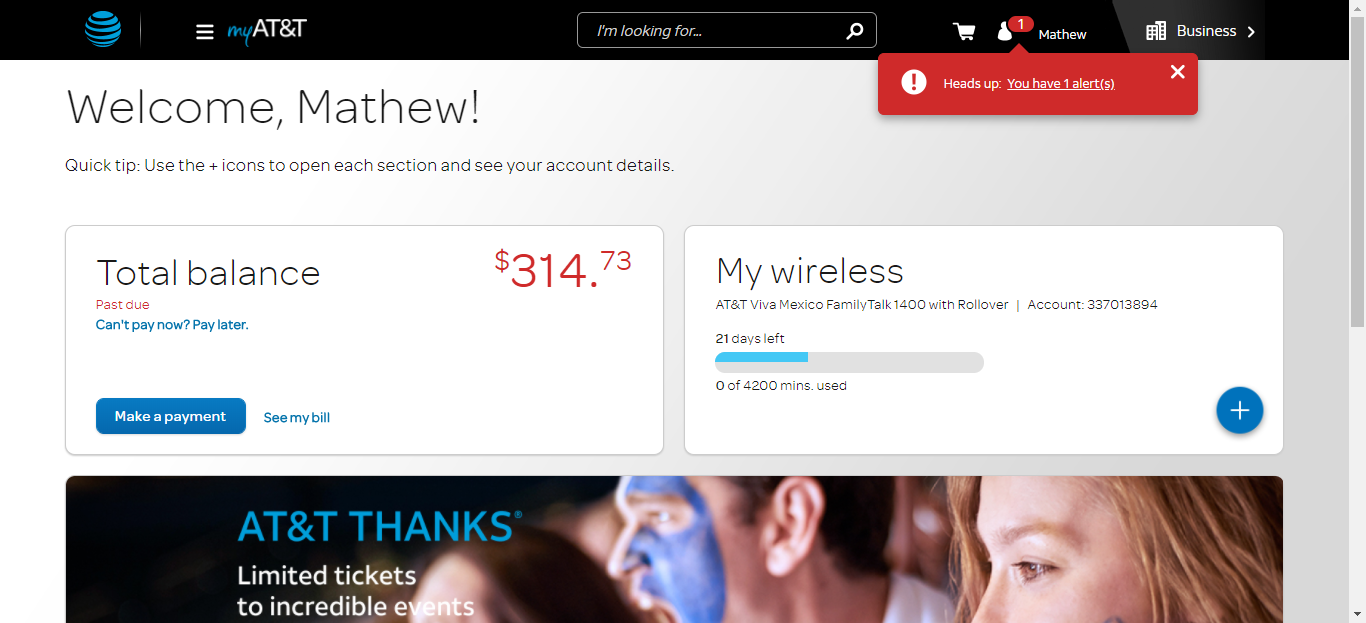 myAT&T
I'm looking for...
1
Mathew
Business
Heads up: You have 1 alert(s)
Welcome, Mathew!
Quick tip: Use the + icons to open each section and see your account details.
Total balance
$314.73
Past due
Can't pay now? Pay later.
Make a payment
See my bill
My wireless
AT&T Viva Mexico FamilyTalk 1400 with Rollover | Account: 337013894
21 days left
0 of 4200 mins. used
AT&T THANKS®
Limited tickets
to incredible events